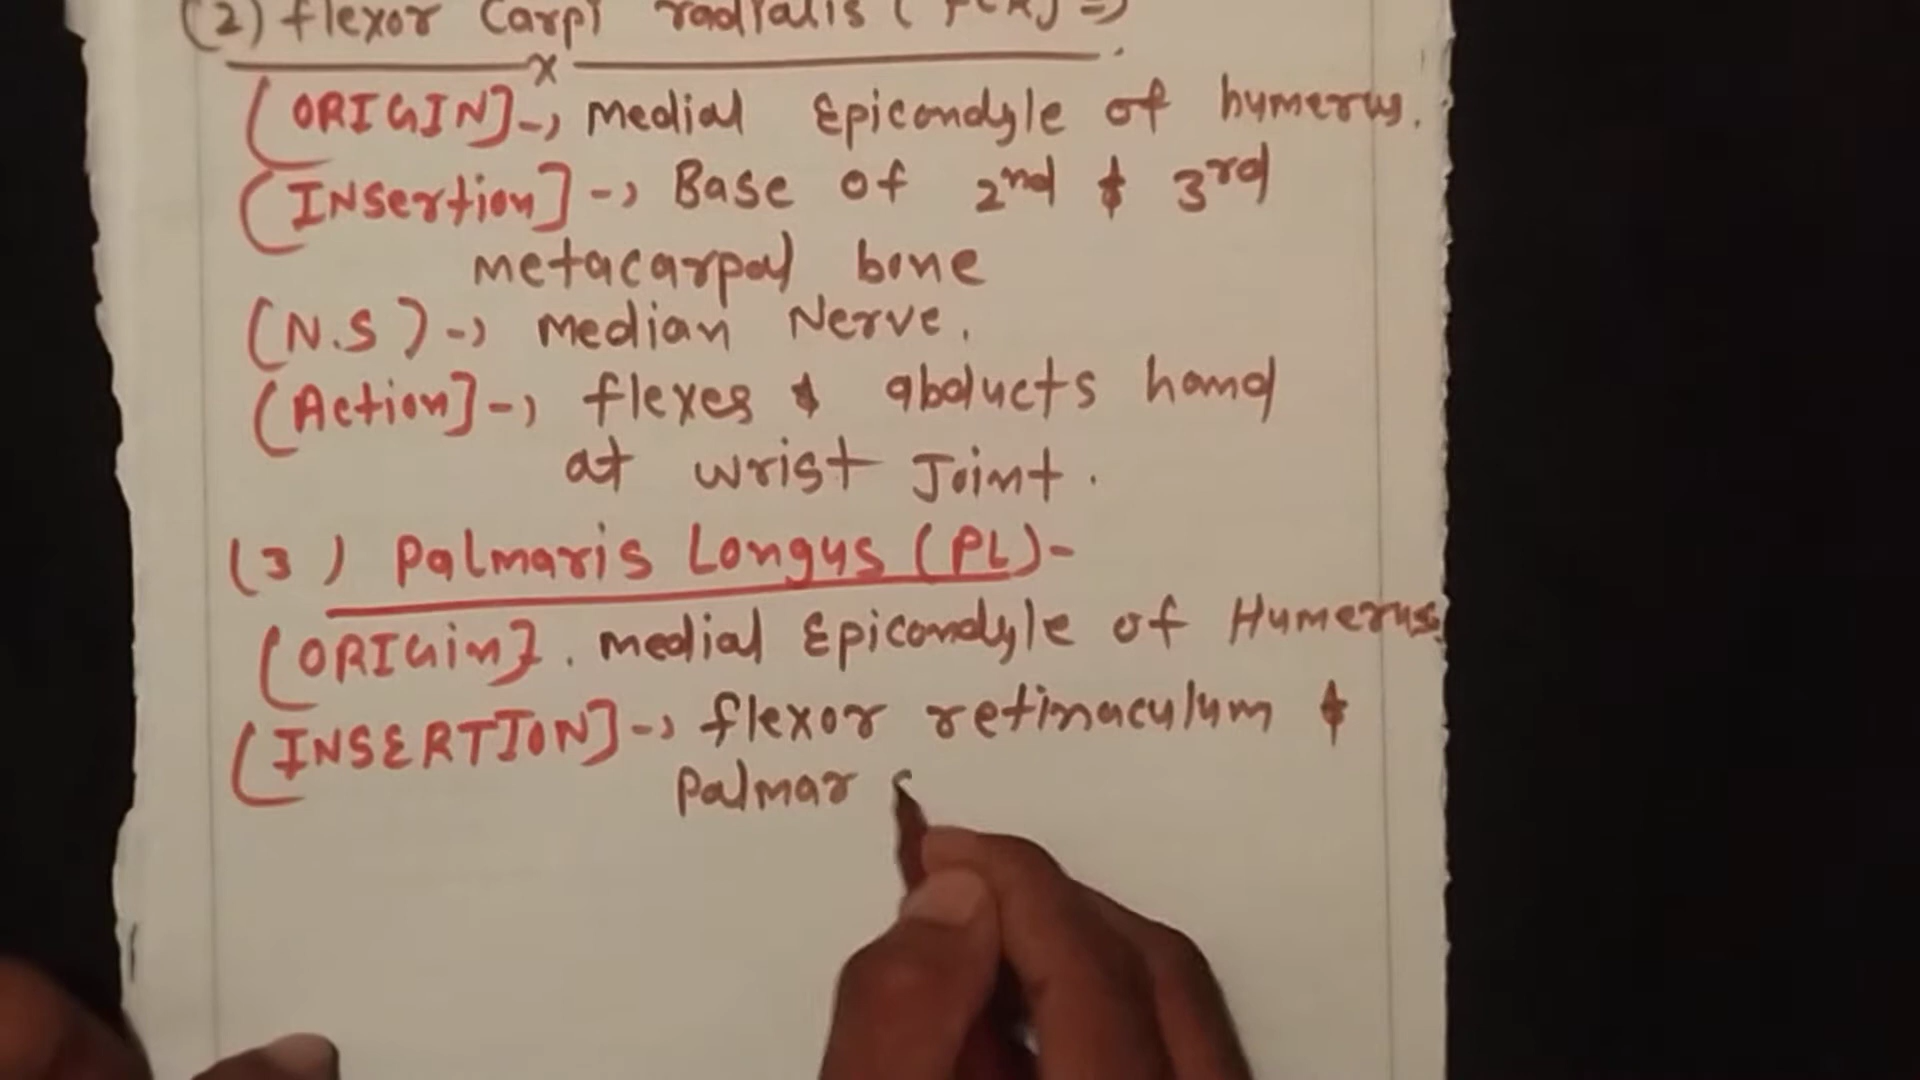 (2) flexor Carpi radialis (FCR) =>
x
[ORIGIN] -> Medial Epicondyle of humerus.
[INsertion] -> Base of 2nd & 3rd
metacarpal bone
(N.S) -> median Nerve.
(Action] -> flexes & abducts hand
at wrist Joint.
(3) Palmaris Longus (PL)-
[ORIGin]. medial Epicondyle of Humerus.
[INSERTION] -> flexor retinaculum &
Palmar